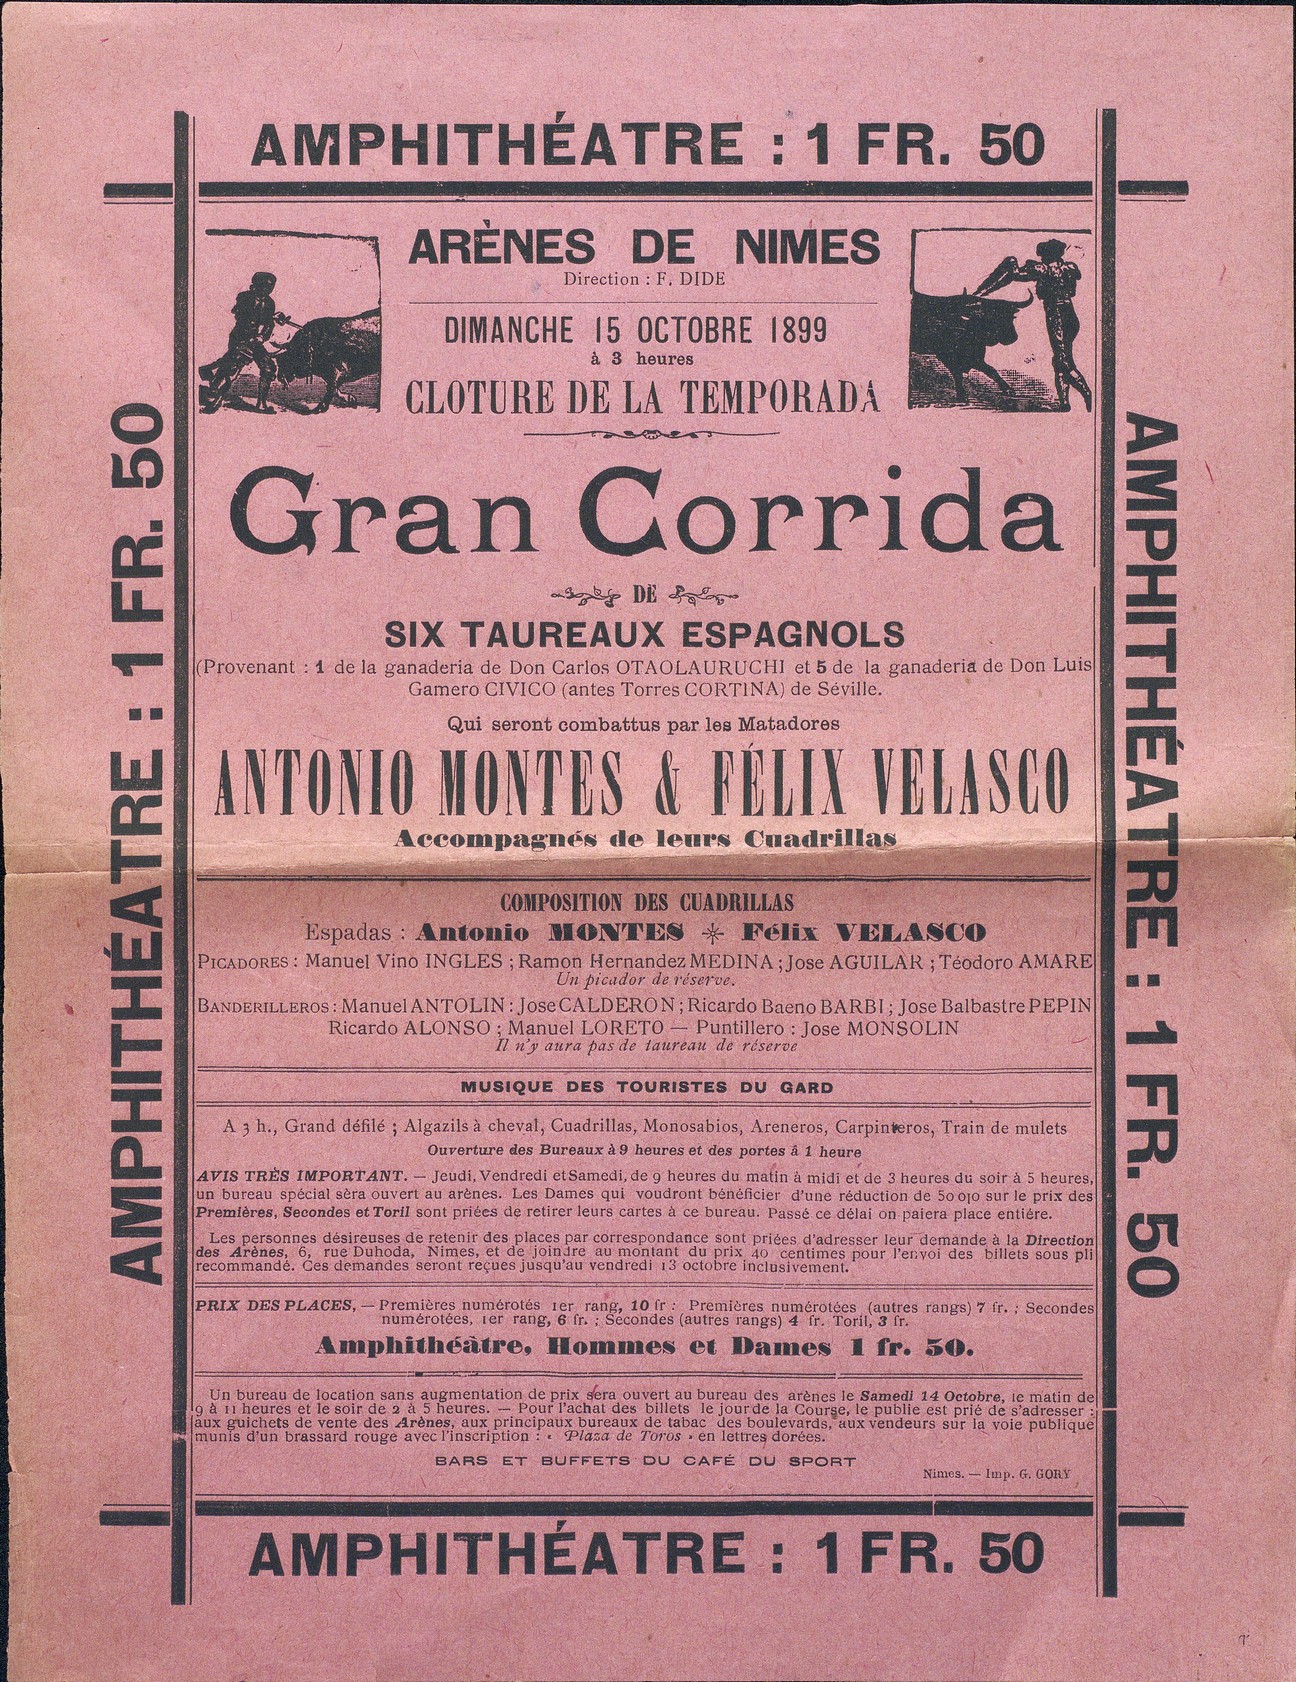 AMPHITHÉATRE : 1 FR. 50
ARÈNES DE NIMES
Direction : F. DIDE
DIMANCHE 15 OCTOBRE 1899
à 3 heures
CLOTURE DE LA TEMPORADA
Gran Corrida
DE
SIX TAUREAUX ESPAGNOLS
(Provenant : 1 de la ganaderia de Don Carlos OTAOLAURUCHI et 5 de la ganaderia de Don Luis
Gamero CIVICO (antes Torres CORTINA) de Séville.
Qui seront combattus par les Matadores
ANTONIO MONTES & FÉLIX VELASCO
Accompagnés de leurs Cuadrillas
COMPOSITION DES CUADRILLAS
Espadas : Antonio MONTES ✳ Félix VELASCO
PICADORES : Manuel Vino INGLES ; Ramon Hernandez MEDINA ; Jose AGUILAR ; Téodoro AMARE
Un picador de réserve.
BANDERILLEROS : Manuel ANTOLIN : Jose CALDERON ; Ricardo Baeno BARBI ; Jose Balbastre PEPIN
Ricardo ALONSO ; Manuel LORETO — Puntillero : Jose MONSOLIN
Il n'y aura pas de taureau de réserve
MUSIQUE DES TOURISTES DU GARD
A 3 h., Grand défilé ; Algazils à cheval, Cuadrillas, Monosabios, Areneros, Carpinteros, Train de mulets
Ouverture des Bureaux à 9 heures et des portes á 1 heure
AVIS TRÈS IMPORTANT. — Jeudi, Vendredi et Samedi, de 9 heures du matin à midi et de 3 heures du soir à 5 heures,
un bureau spécial sèra ouvert au arènes. Les Dames qui voudront bénéficier d'une réduction de 50 0|0 sur le prix des
Premières, Secondes et Toril sont priées de retirer leurs cartes à ce bureau. Passé ce délai on paiera place entiére.
Les personnes désireuses de retenir des places par correspondance sont priées d'adresser leur demande à la Direction
des Arènes, 6, rue Duhoda, Nimes, et de joindre au montant du prix 40 centimes pour l'envoi des billets sous pli
recommandé. Ces demandes seront reçues jusqu'au vendredi 13 octobre inclusivement.
PRIX DES PLACES, — Premières numérotés 1er rang, 10 fr : Premières numérotées (autres rangs) 7 fr. ; Secondes
numérotées, 1er rang, 6 fr. ; Secondes (autres rangs) 4 fr. Toril, 3 fr.
Amphithéàtre, Hommes et Dames 1 fr. 50.
Un bureau de location sans augmentation de prix sera ouvert au bureau des arènes le Samedi 14 Octobre, le matin de
9 à 11 heures et le soir de 2 à 5 heures. — Pour l'achat des billets le jour de la Course, le publie est prié de s'adresser :
aux guichets de vente des Arènes, aux principaux bureaux de tabac des boulevards, aux vendeurs sur la voie publique
munis d'un brassard rouge avec l'inscription : « Plaza de Toros » en lettres dorées.
BARS ET BUFFETS DU CAFÉ DU SPORT
Nimes. — Imp. G. GORY
AMPHITHÉATRE : 1 FR. 50
AMPHITHÉATRE : 1 FR. 50
AMPHITHÉATRE : 1 FR. 50